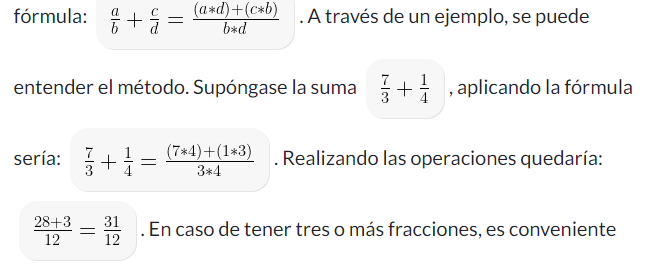 fórmula: a/b + c/d = (a*d)+(c*b)/b*d . A través de un ejemplo, se puede
entender el método. Supóngase la suma 7/3 + 1/4 , aplicando la fórmula
sería: 7/3 + 1/4 = (7*4)+(1*3)/3*4 . Realizando las operaciones quedaría:
28+3/12 = 31/12 . En caso de tener tres o más fracciones, es conveniente